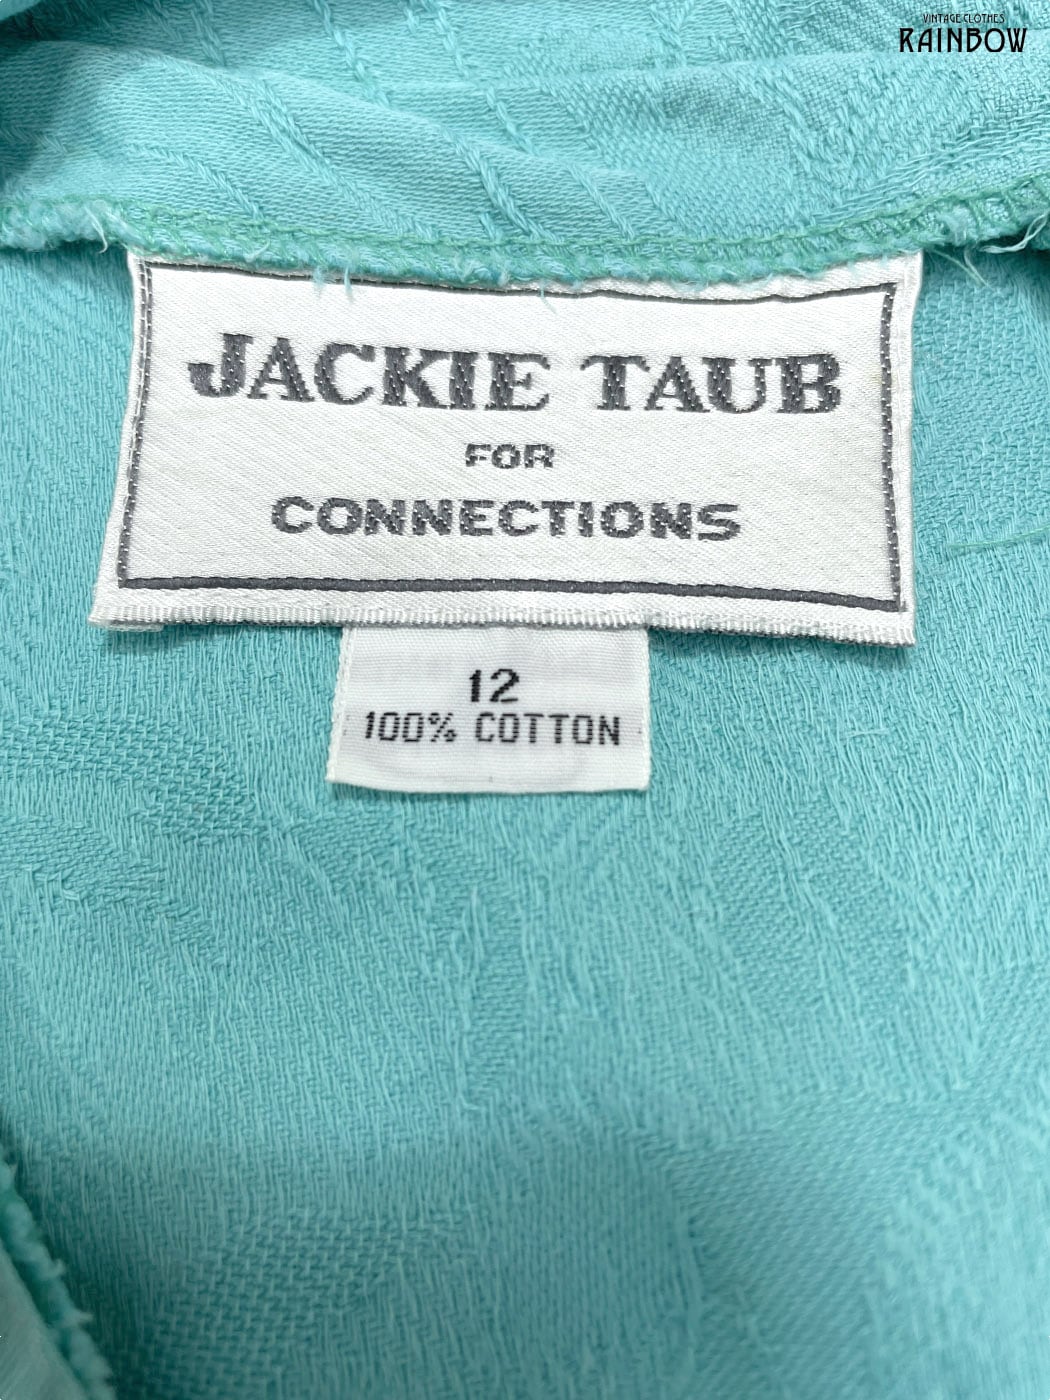 VINTAGE CLOTHES
RAINBOW
JACKIE TAUB
FOR
CONNECTIONS
12
100% COTTON